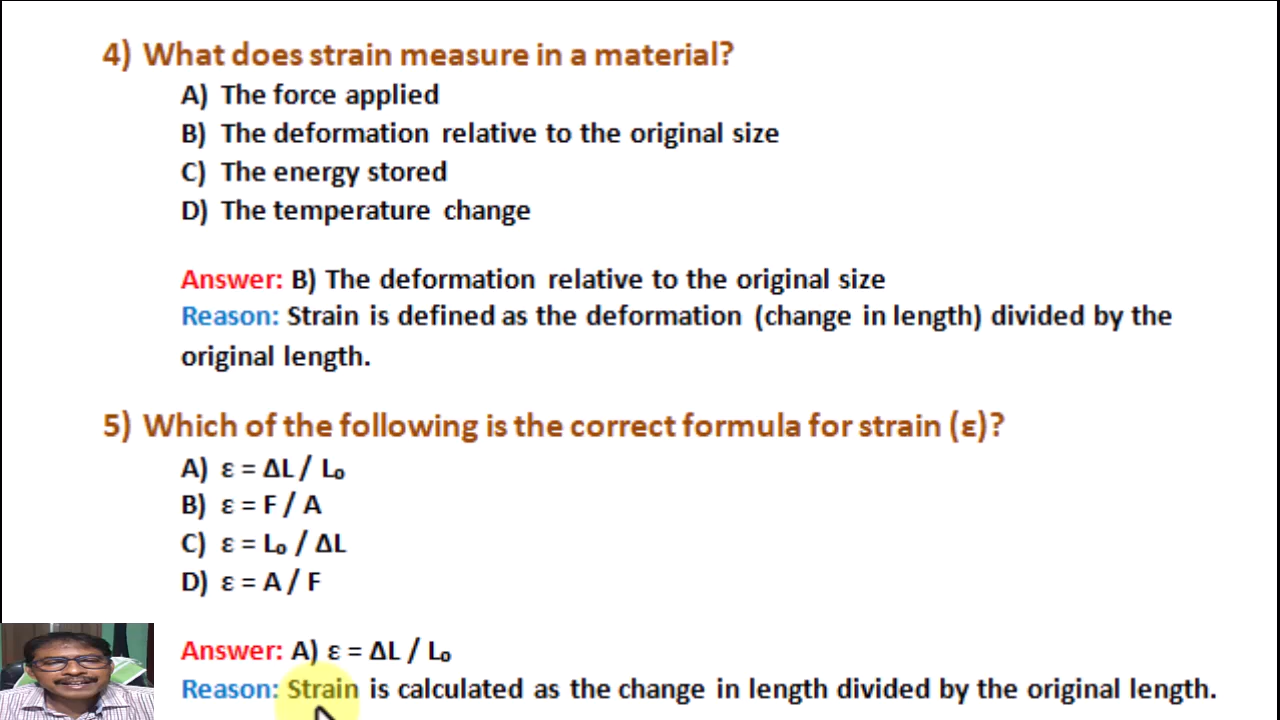 4) What does strain measure in a material?
A) The force applied
B) The deformation relative to the original size
C) The energy stored
D) The temperature change
Answer: B) The deformation relative to the original size
Reason: Strain is defined as the deformation (change in length) divided by the
original length.
5) Which of the following is the correct formula for strain (ε)?
A) ε = ΔL / L₀
B) ε = F / A
C) ε = L₀ / ΔL
D) ε = A / F
Answer: A) ε = ΔL / L₀
Reason: Strain is calculated as the change in length divided by the original length.